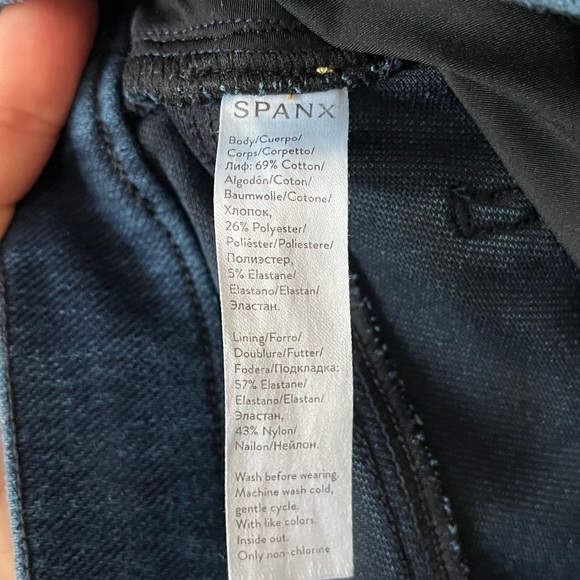 SPANX
Body/Cuerpo/
Corps/Corpetto/
Лиф: 69% Cotton/
Algodón/Coton/
Baumwolle/Cotone/
Хлопок,
26% Polyester/
Poliéster/Poliestere/
Полиэстер,
5% Elastane/
Elastano/Elastan/
Эластан.
Lining/Forro/
Doublure/Futter/
Fodera/Подкладка:
57% Elastane/
Elastano/Elastan/
Эластан,
43% Nylon/
Nailon/Нейлон.
Wash before wearing.
Machine wash cold,
gentle cycle.
With like colors.
Inside out.
Only non-chlorine